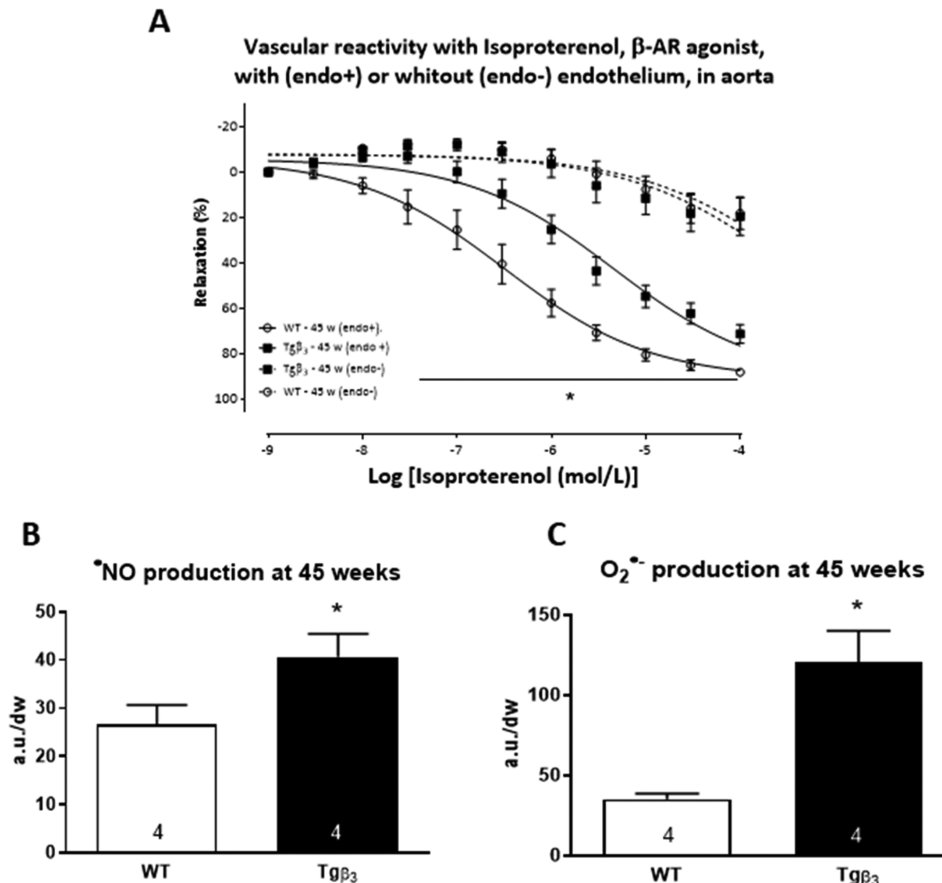 A
Vascular reactivity with Isoproterenol, β-AR agonist,
with (endo+) or whitout (endo-) endothelium, in aorta
-20
0
20
40
60
80
100
Relaxation (%)
WT - 45 w (endo+).
Tgβ3 - 45 w (endo +)
Tgβ3 - 45 w (endo-)
WT - 45 w (endo-)
*
-9 -8 -7 -6 -5 -4
Log [Isoproterenol (mol/L)]
B
•NO production at 45 weeks
50
40
30
20
10
0
a.u./dw
*
4 4
WT Tgβ3
C
O2•- production at 45 weeks
150
100
50
0
a.u./dw
*
4 4
WT Tgβ3